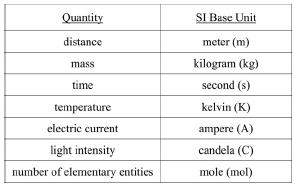 Quantity SI Base Unit
distance meter (m)
mass kilogram (kg)
time second (s)
temperature kelvin (K)
electric current ampere (A)
light intensity candela (C)
number of elementary entities mole (mol)